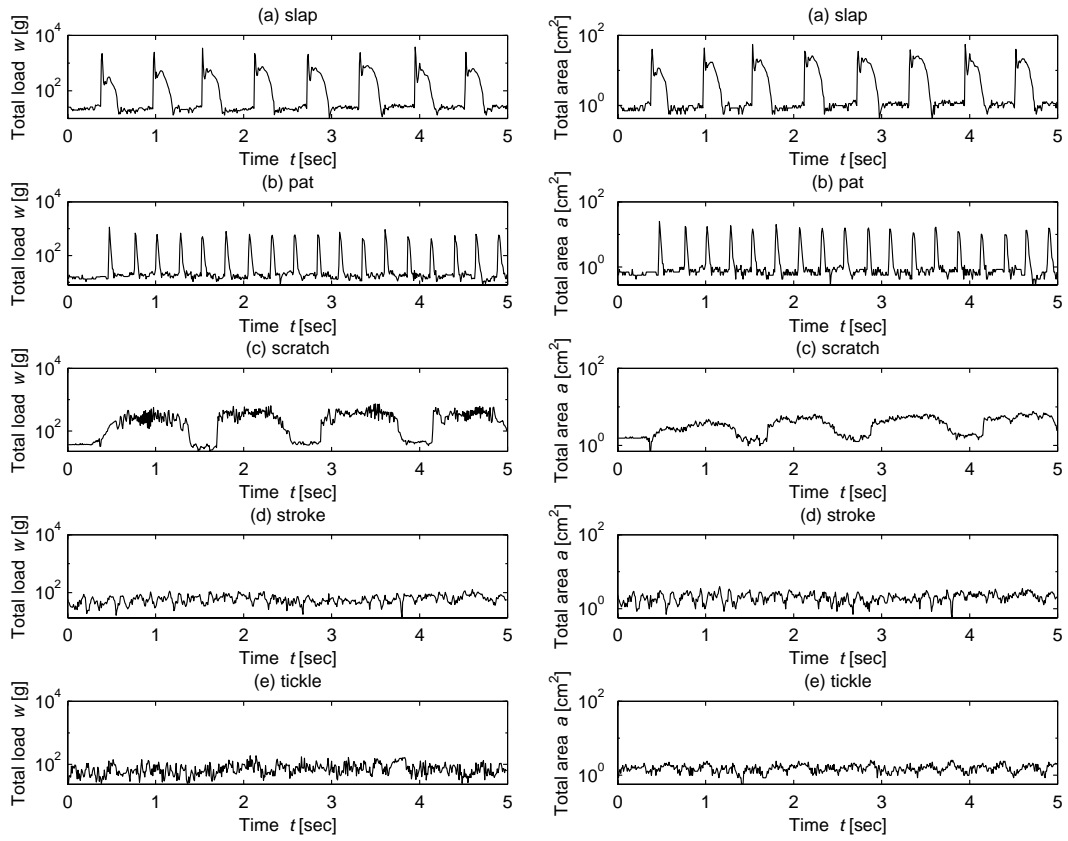 (a) slap
Total load w [g]
10^4
10^2
0 1 2 3 4 5
Time t [sec]
(a) slap
Total area [cm^2]
10^2
10^0
0 1 2 3 4 5
Time t [sec]
(b) pat
Total load w [g]
10^4
10^2
0 1 2 3 4 5
Time t [sec]
(b) pat
Total area a [cm^2]
10^2
10^0
0 1 2 3 4 5
Time t [sec]
(c) scratch
Total load w [g]
10^4
10^2
0 1 2 3 4 5
Time t [sec]
(c) scratch
Total area a [cm^2]
10^2
10^0
0 1 2 3 4 5
Time t [sec]
(d) stroke
Total load w [g]
10^4
10^2
0 1 2 3 4 5
Time t [sec]
(d) stroke
Total area a [cm^2]
10^2
10^0
0 1 2 3 4 5
Time t [sec]
(e) tickle
Total load w [g]
10^4
10^2
0 1 2 3 4 5
Time t [sec]
(e) tickle
Total area a [cm^2]
10^2
10^0
0 1 2 3 4 5
Time t [sec]